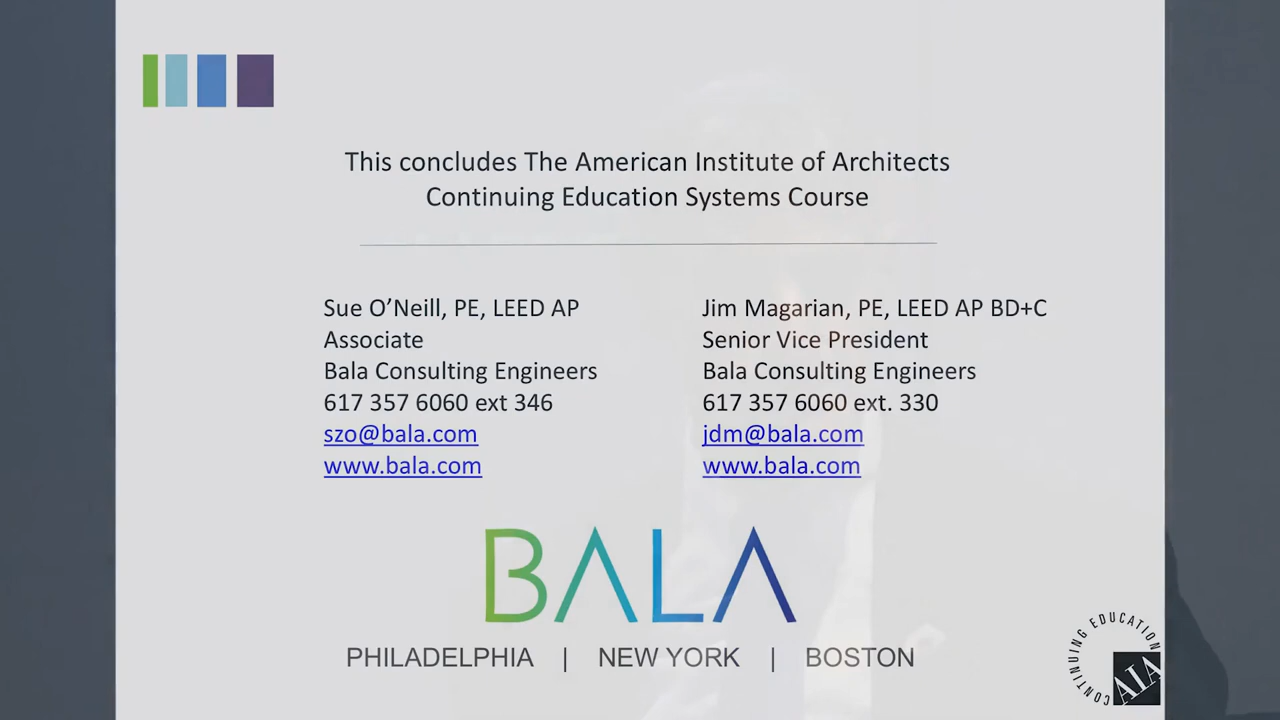 This concludes The American Institute of Architects
Continuing Education Systems Course
Sue O’Neill, PE, LEED AP
Associate
Bala Consulting Engineers
617 357 6060 ext 346
szo@bala.com
www.bala.com
Jim Magarian, PE, LEED AP BD+C
Senior Vice President
Bala Consulting Engineers
617 357 6060 ext. 330
jdm@bala.com
www.bala.com
BALA
PHILADELPHIA | NEW YORK | BOSTON
CONTINUING EDUCATION
AIA